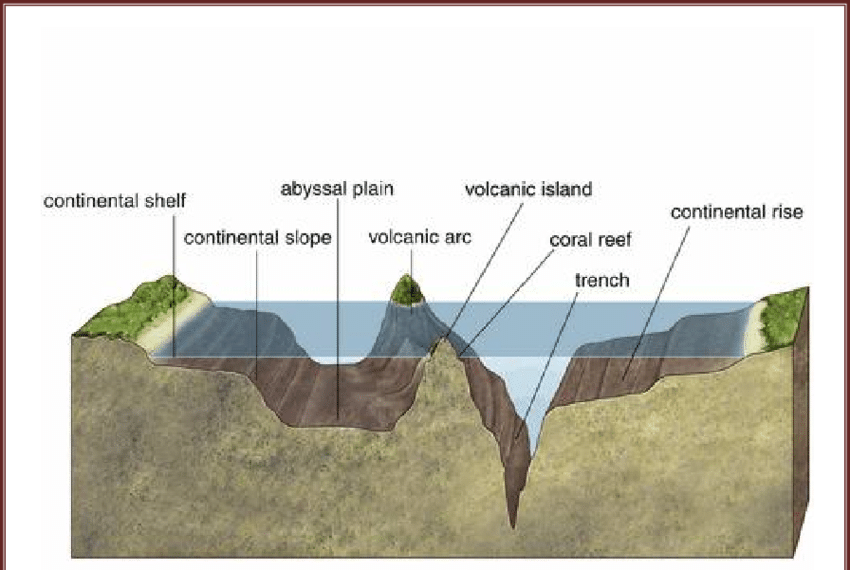 abyssal plain
volcanic island
continental shelf
continental rise
continental slope
volcanic arc
coral reef
trench